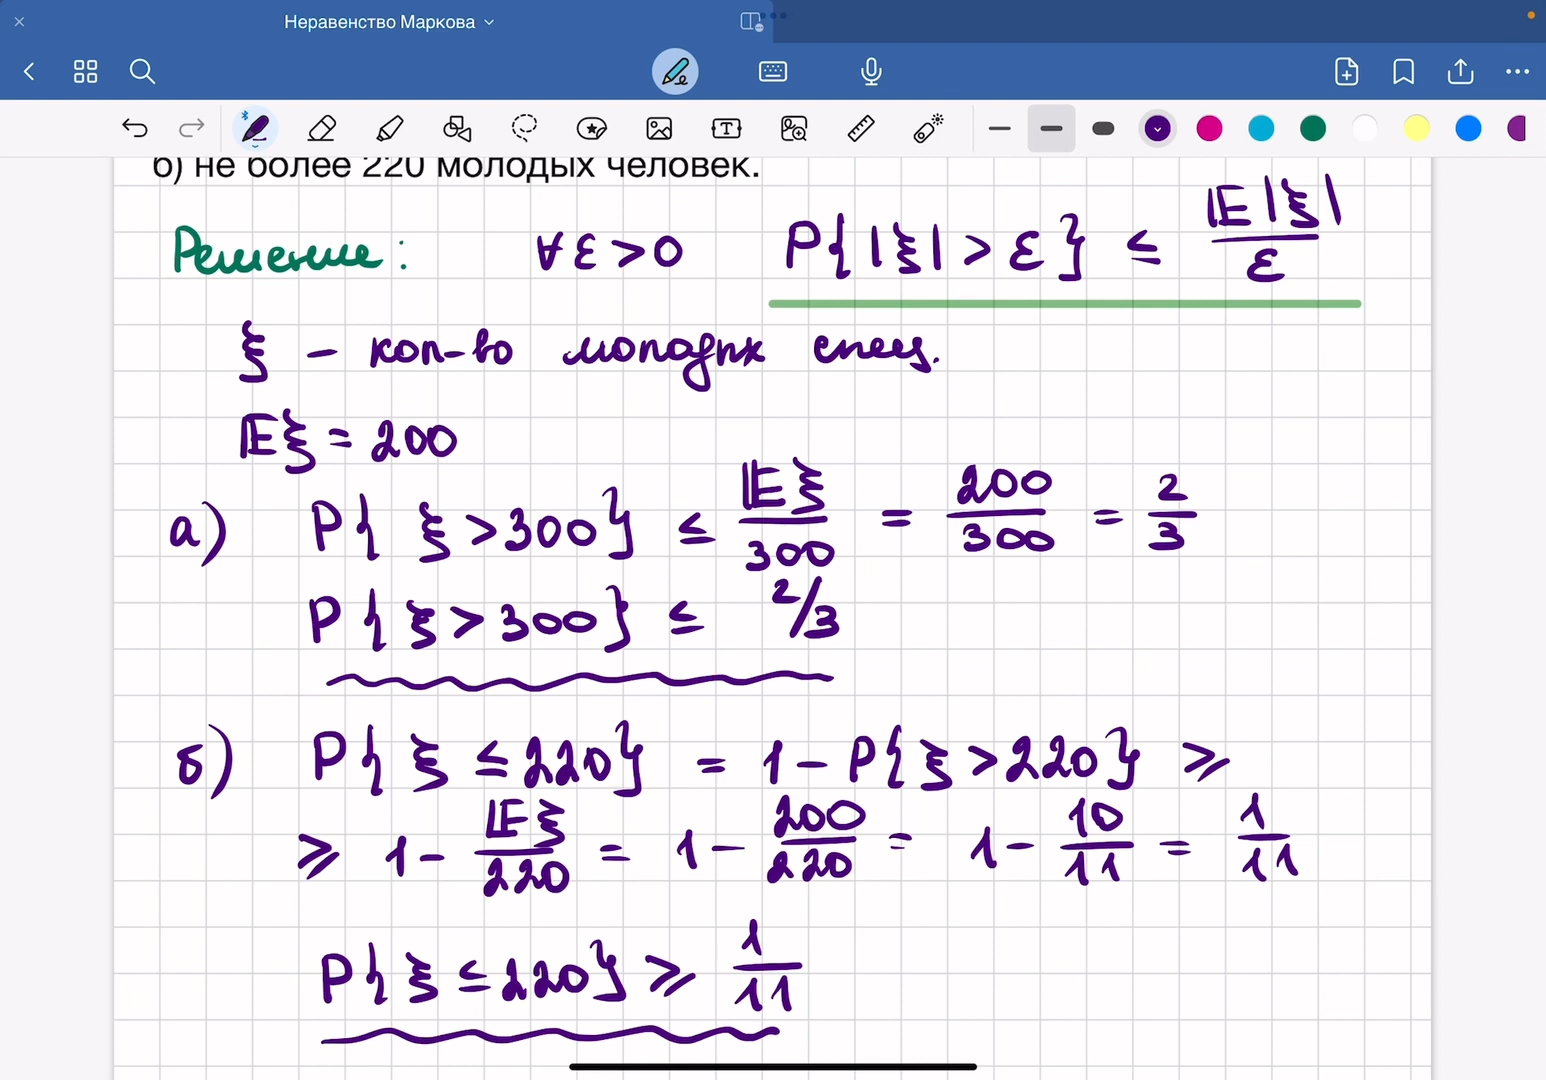 Неравенство Маркова
б) не более 220 молодых человек.
Решение: ∀ε>0 P{|ξ|>ε} ≤ E|ξ|/ε
ξ – кол-во молодых спец.
Eξ = 200
а) P{ξ>300} ≤ Eξ/300 = 200/300 = 2/3
P{ξ>300} ≤ 2/3
б) P{ξ≤220} = 1 – P{ξ>220} ≥
≥ 1 – Eξ/220 = 1 – 200/220 = 1 – 10/11 = 1/11
P{ξ≤220} ≥ 1/11